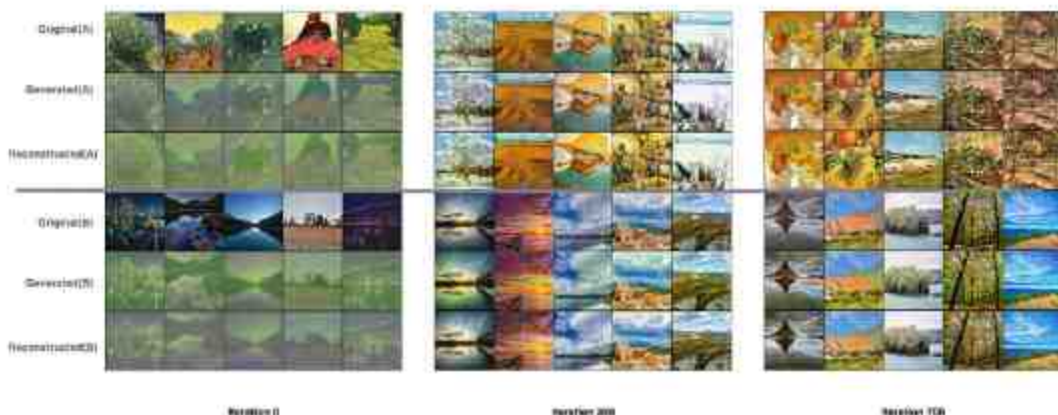 Original(A)
Generated(A)
Reconstructed(A)
Original(B)
Generated(B)
Reconstructed(B)
Iteration 0
Iteration
Iteration